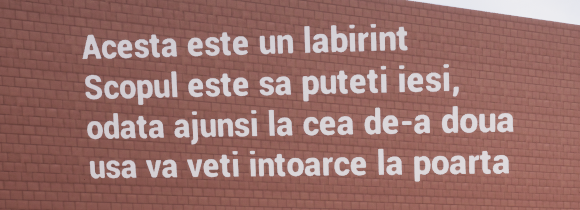 Acesta este un labirint
Scopul este sa puteti iesi,
odata ajunsi la cea de-a doua
usa va veti intoarce la poarta